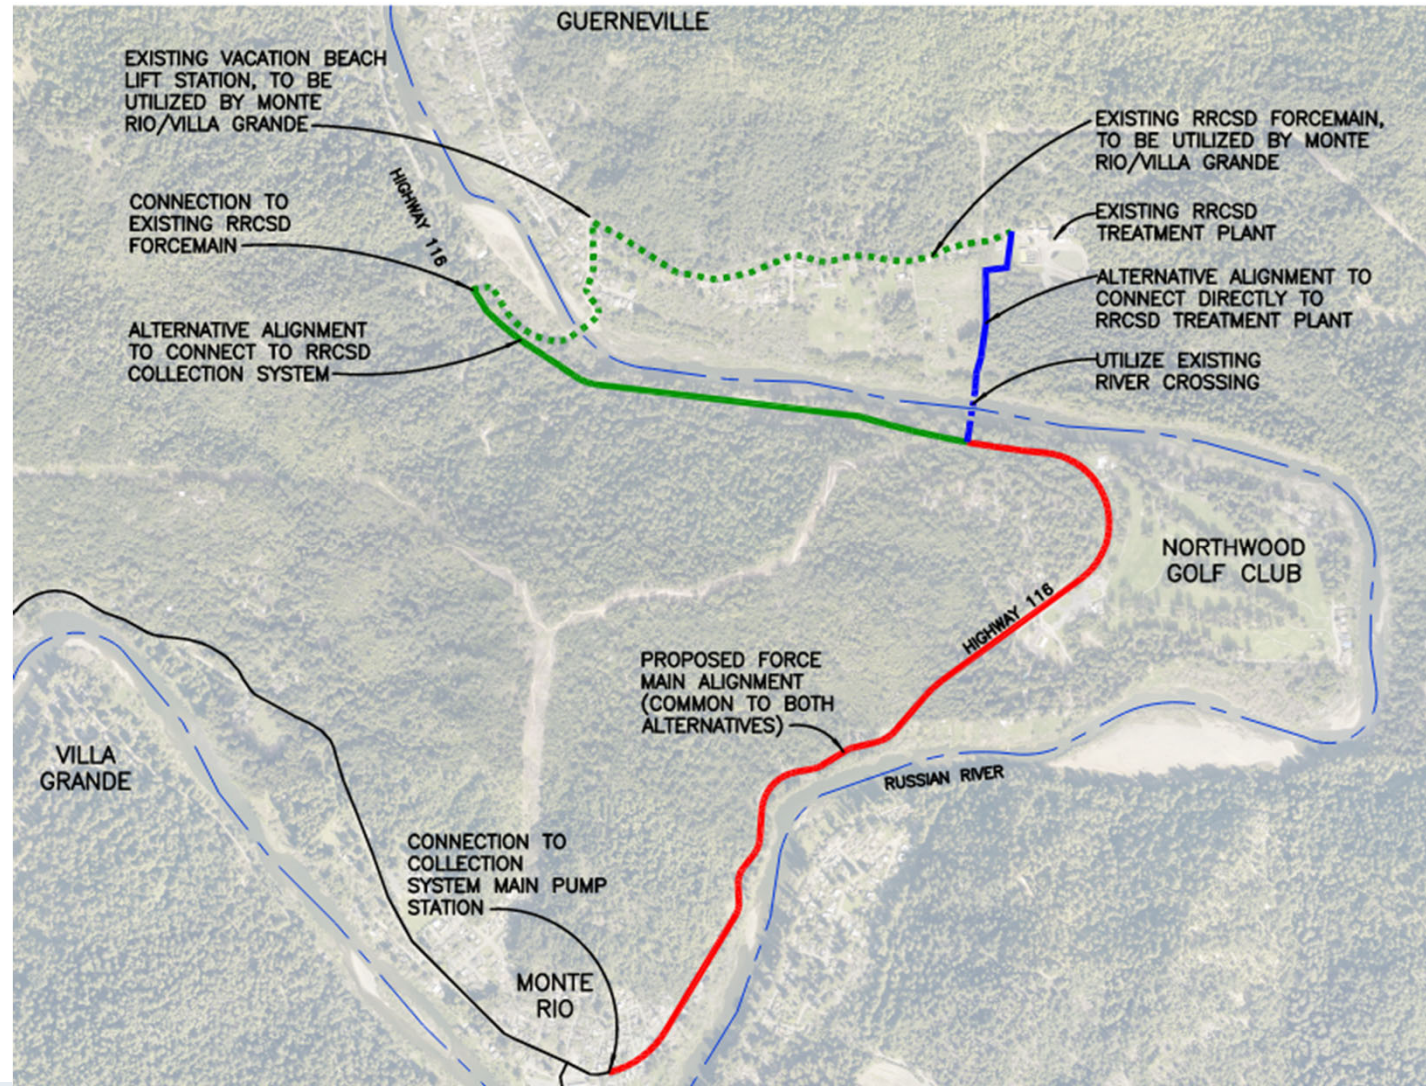 GUERNEVILLE
EXISTING VACATION BEACH
LIFT STATION, TO BE
UTILIZED BY MONTE
RIO/VILLA GRANDE
EXISTING RRCSD FORCEMAIN,
TO BE UTILIZED BY MONTE
RIO/VILLA GRANDE
HIGHWAY 116
CONNECTION TO
EXISTING RRCSD
FORCEMAIN
EXISTING RRCSD
TREATMENT PLANT
ALTERNATIVE ALIGNMENT TO
CONNECT DIRECTLY TO
RRCSD TREATMENT PLANT
ALTERNATIVE ALIGNMENT
TO CONNECT TO RRCSD
COLLECTION SYSTEM
UTILIZE EXISTING
RIVER CROSSING
NORTHWOOD
GOLF CLUB
HIGHWAY 116
PROPOSED FORCE
MAIN ALIGNMENT
(COMMON TO BOTH
ALTERNATIVES)
VILLA
GRANDE
RUSSIAN RIVER
CONNECTION TO
COLLECTION
SYSTEM MAIN PUMP
STATION
MONTE
RIO